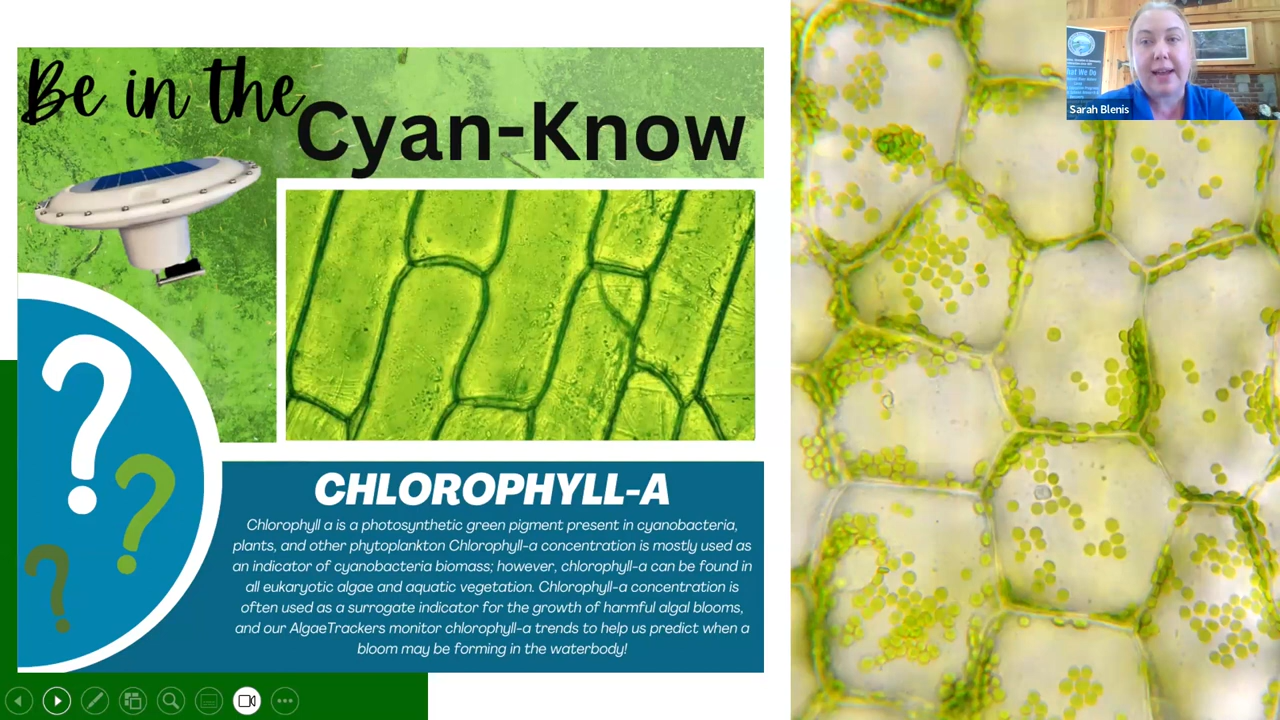 Be in the
Cyan-Know
CHLOROPHYLL-A
Chlorophyll a is a photosynthetic green pigment present in cyanobacteria,
plants, and other phytoplankton Chlorophyll-a concentration is mostly used as
an indicator of cyanobacteria biomass; however, chlorophyll-a can be found in
all eukaryotic algae and aquatic vegetation. Chlorophyll-a concentration is
often used as a surrogate indicator for the growth of harmful algal blooms,
and our AlgaeTrackers monitor chlorophyll-a trends to help us predict when a
bloom may be forming in the waterbody!
What We Do
Sarah Blenis